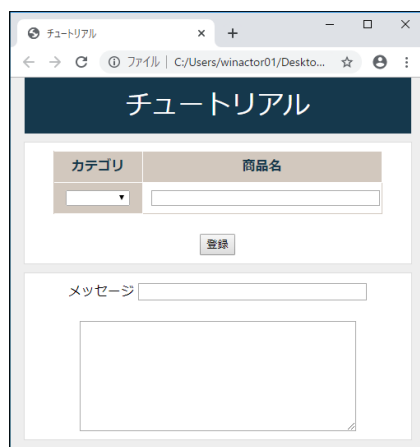 チュートリアル
ファイル | C:/Users/winactor01/Deskto...
チュートリアル
カテゴリ 商品名
登録
メッセージ